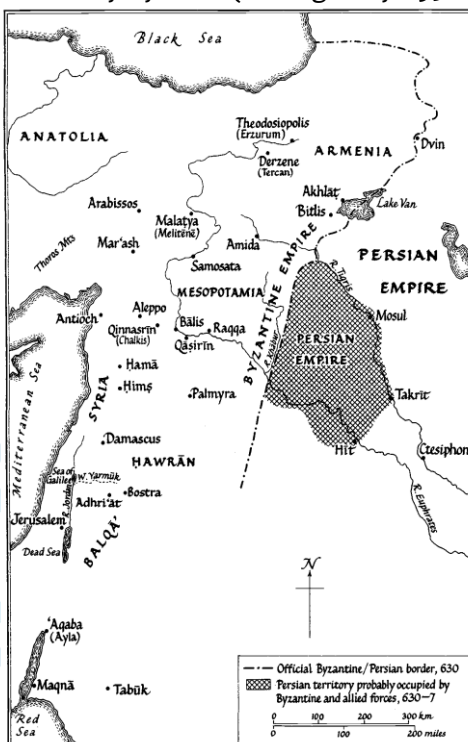 Black Sea
ANATOLIA
Theodosiopolis
(Erzurum)
Derzene
(Tercan)
ARMENIA
Dvin
Akhlāṭ
Bitlis
Lake Van
Arabissos
Malaṭya
(Melitēnē)
Mar'ash
Thoros Mts
Amida
Samosata
MESOPOTAMIA
BYZANTINE EMPIRE
PERSIAN
EMPIRE
R. Tigris
Mosul
Antioch
Aleppo
Qinnasrīn
(Chalkis)
Bālis
Raqqa
Qāṣirīn
PERSIAN
EMPIRE
Ḥamā
Ḥimṣ
SYRIA
Palmyra
Takrīt
Mediterranean Sea
Damascus
ḤAWRĀN
Hīt
Ctesiphon
Sea of
Galilee
W. Yarmūk
Adhri'āt
Bostra
R. Jordan
Jerusalem
Dead Sea
BALQĀ'
R. Euphrates
N
'Aqaba
(Ayla)
Maqnā
Tabūk
Red
Sea
Official Byzantine/Persian border, 630
Persian territory probably occupied by
Byzantine and allied forces, 630–7
0 100 200 300 km
0 100 200 miles